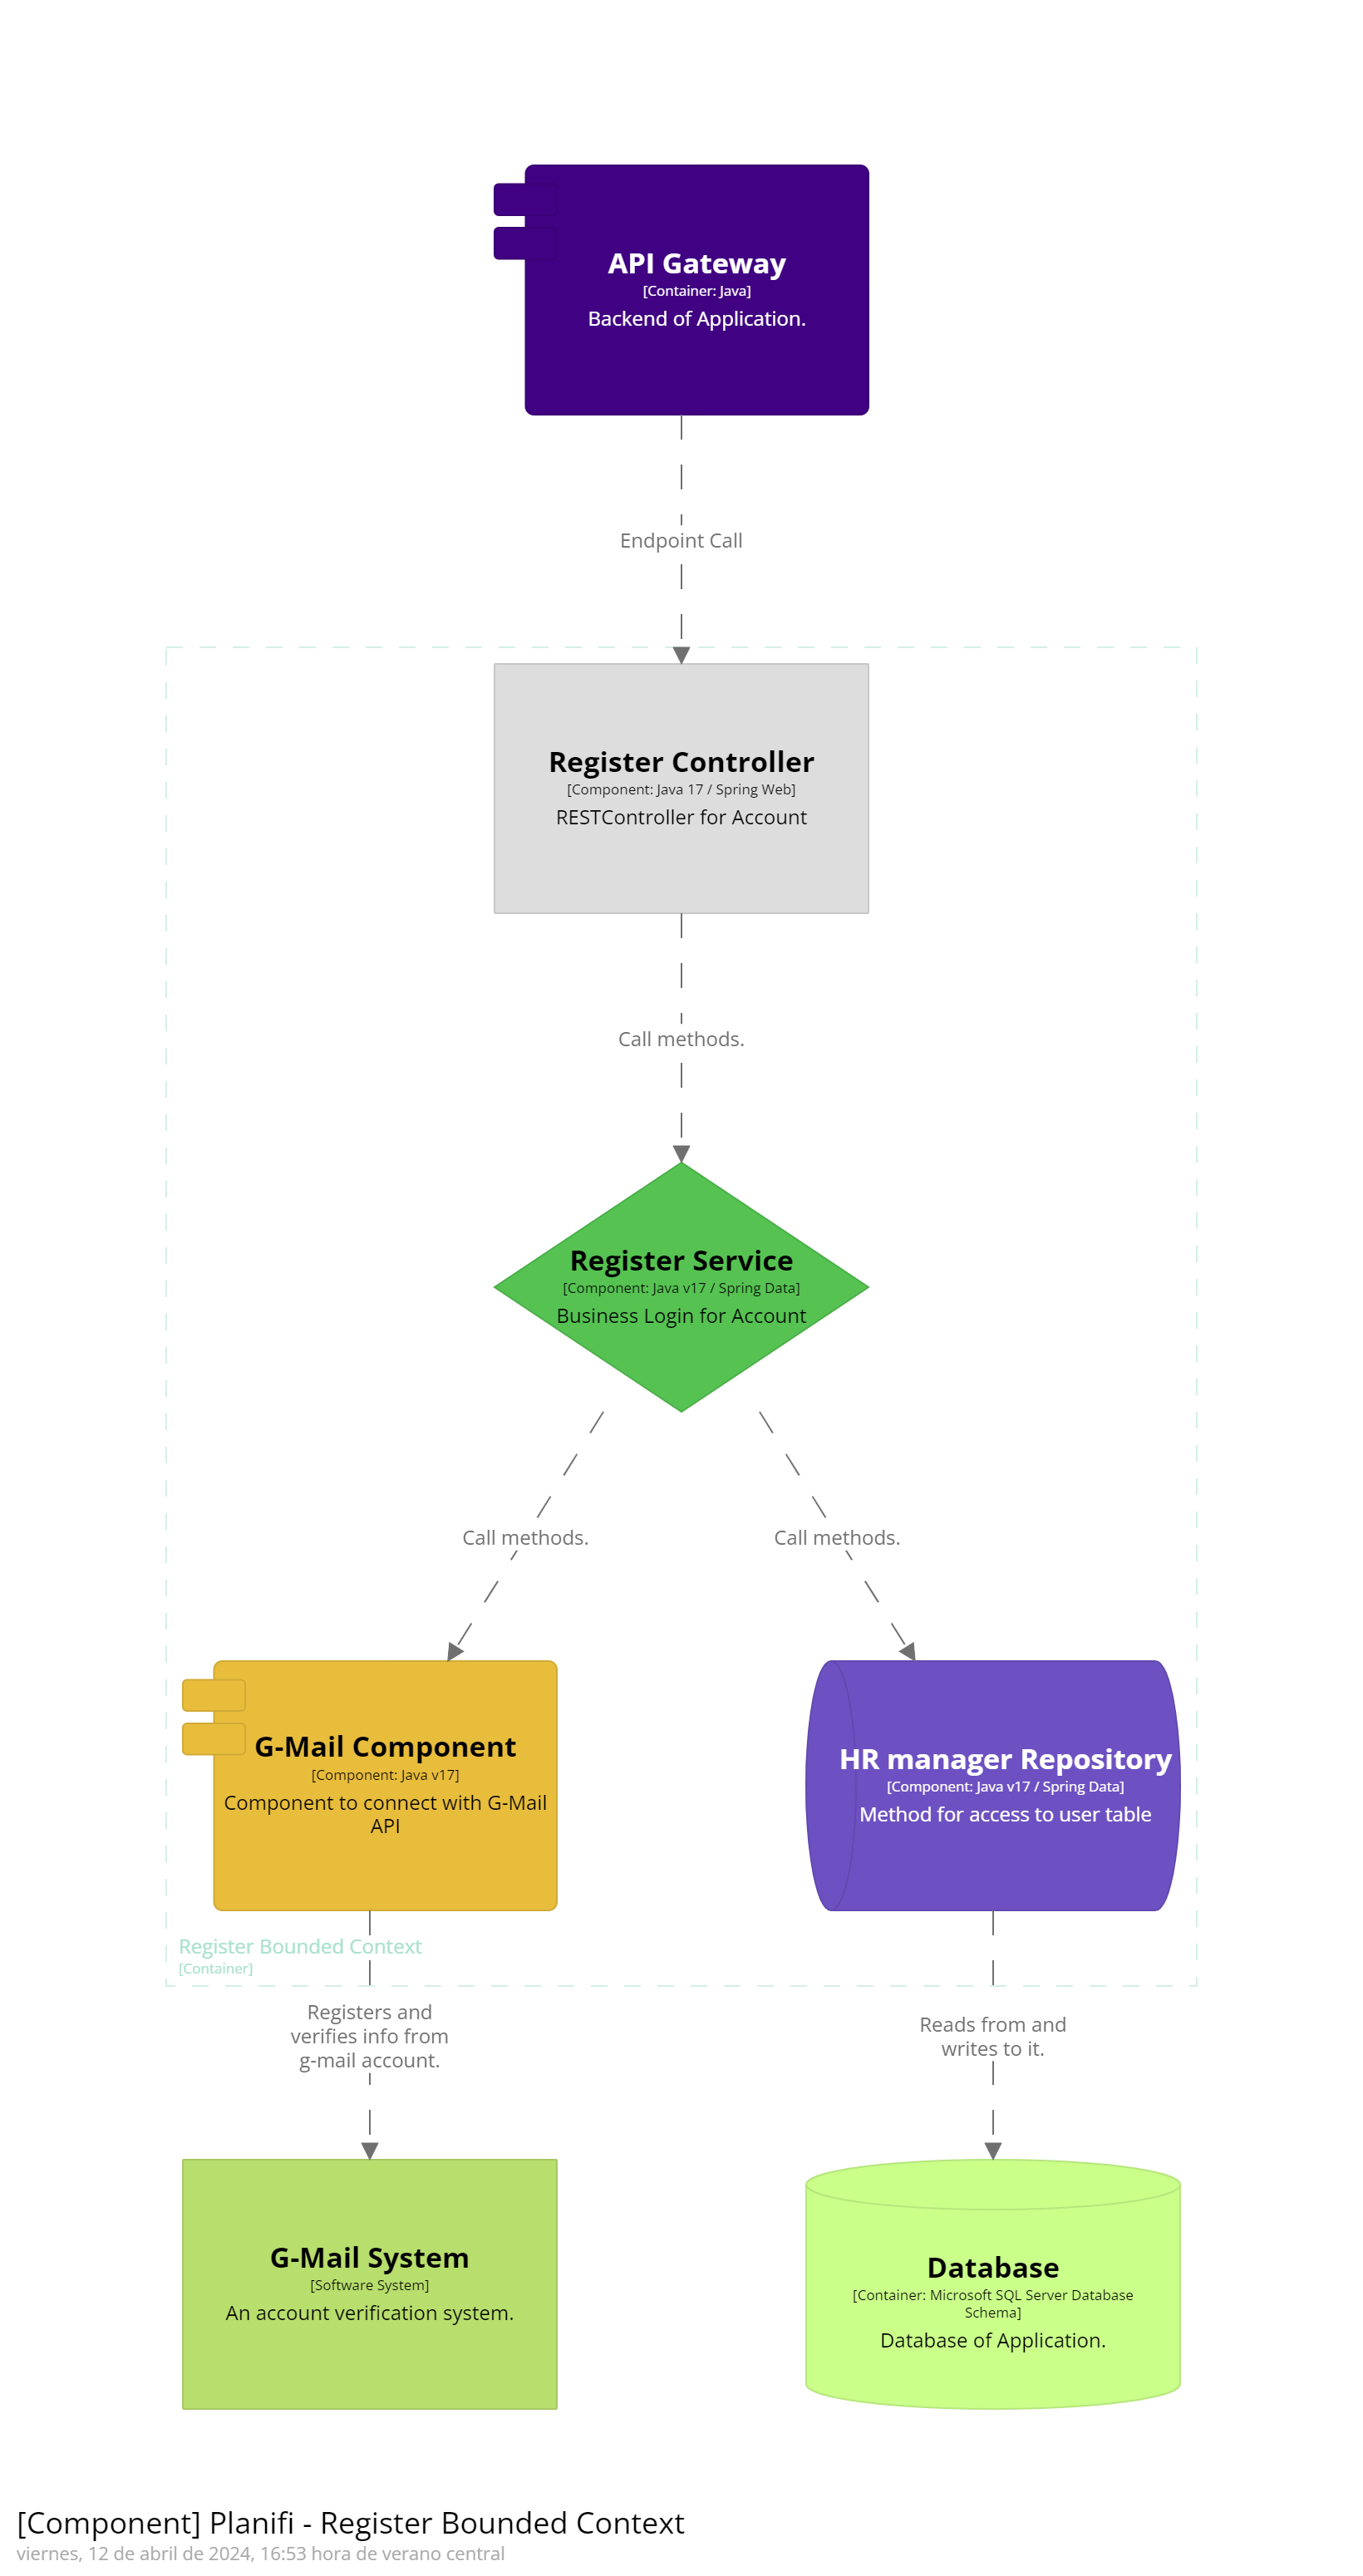 API Gateway
[Container: Java]
Backend of Application.
Endpoint Call
Register Controller
[Component: Java 17 / Spring Web]
RESTController for Account
Call methods.
Register Service
[Component: Java v17 / Spring Data]
Business Login for Account
Call methods.
Call methods.
G-Mail Component
[Component: Java v17]
Component to connect with G-Mail
API
HR manager Repository
[Component: Java v17 / Spring Data]
Method for access to user table
Register Bounded Context
[Container]
Registers and
verifies info from
g-mail account.
Reads from and
writes to it.
G-Mail System
[Software System]
An account verification system.
Database
[Container: Microsoft SQL Server Database
Schema]
Database of Application.
[Component] Planifi - Register Bounded Context
viernes, 12 de abril de 2024, 16:53 hora de verano central